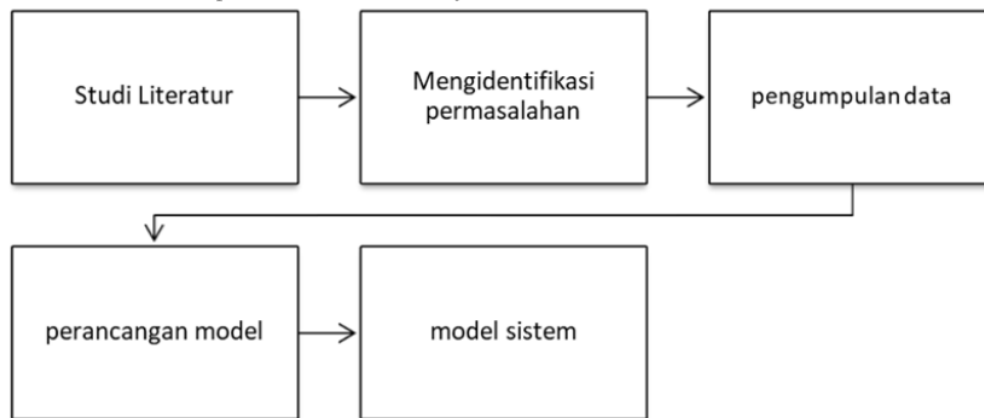 Studi Literatur
Mengidentifikasi
permasalahan
pengumpulan data
perancangan model
model sistem